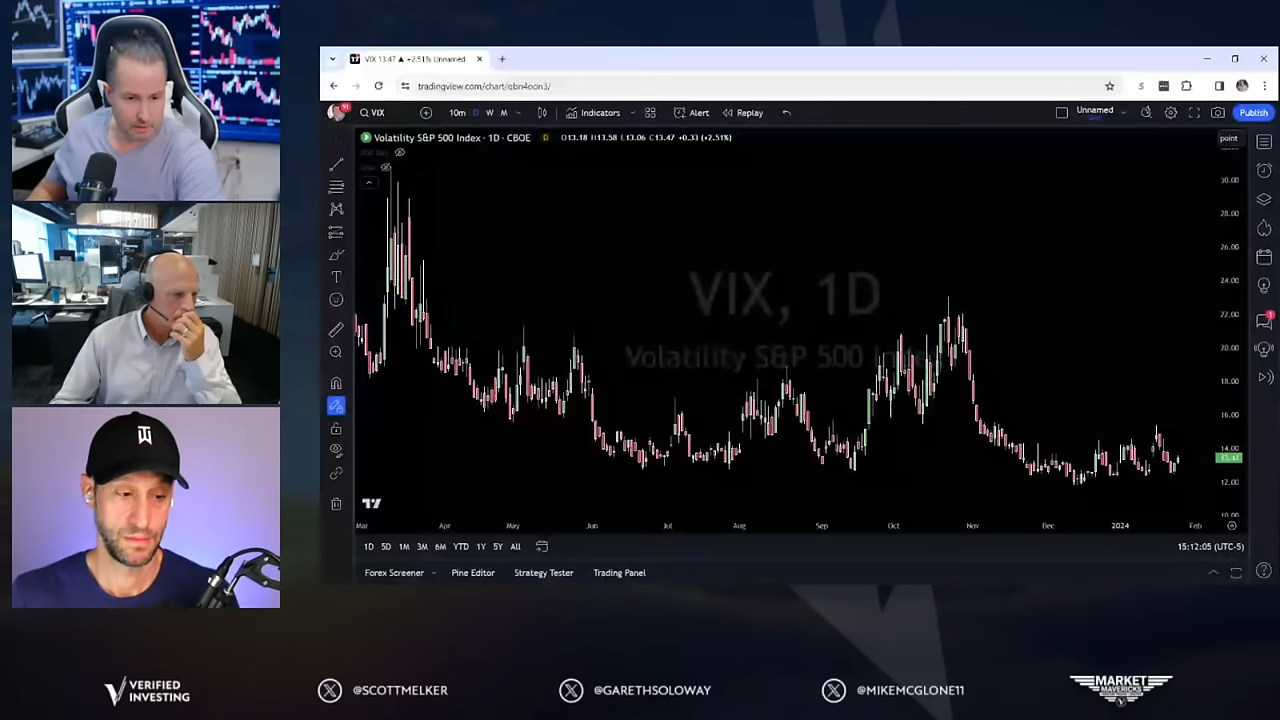 VIX 13.47 ▲ +2.51% Unnamed
tradingview.com/chart/qbn4eon3/
91
VIX
10m D W M
Indicators
Alert
Replay
Unnamed
Publish
Volatility S&P 500 Index · 1D · CBOE D O13.18 H13.58 L13.06 C13.47 +0.33 (+2.51%)
point
30.00
28.00
26.00
24.00
22.00
20.00
18.00
16.00
14.00
13.47
12.00
10.00
VIX, 1D
Volatility S&P 500 Index
Mar Apr May Jun Jul Aug Sep Oct Nov Dec 2024 Feb
1D 5D 1M 3M 6M YTD 1Y 5Y All
15:12:05 (UTC-5)
Forex Screener Pine Editor Strategy Tester Trading Panel
VERIFIED INVESTING
@SCOTTMELKER
@GARETHSOLOWAY
@MIKEMCGLONE11
MARKET
MAVERICKS